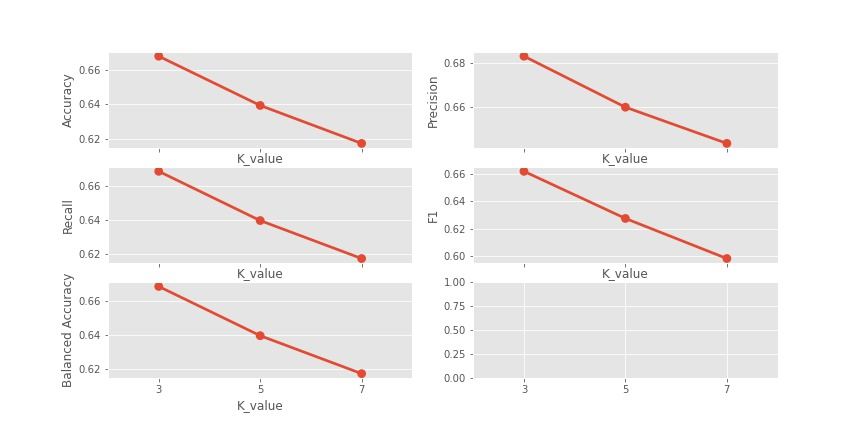 0.66
0.64
0.62
Accuracy
K_value
0.68
0.66
Precision
K_value
0.66
0.64
0.62
Recall
K_value
0.66
0.64
0.62
0.60
F1
K_value
0.66
0.64
0.62
Balanced Accuracy
3 5 7
K_value
1.00
0.75
0.50
0.25
0.00
3 5 7